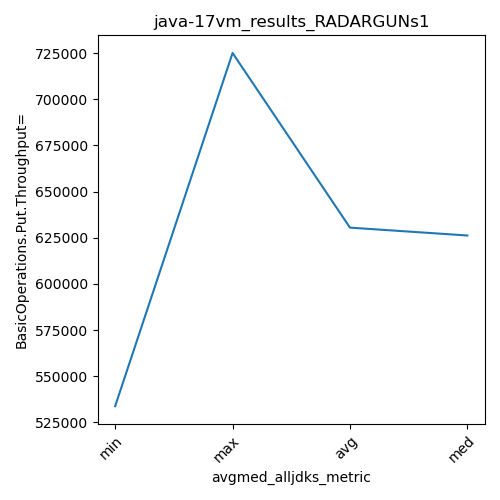 java-17vm_results_RADARGUNs1
BasicOperations.Put.Throughput=
725000
700000
675000
650000
625000
600000
575000
550000
525000
min
max
avg
med
avgmed_alljdks_metric